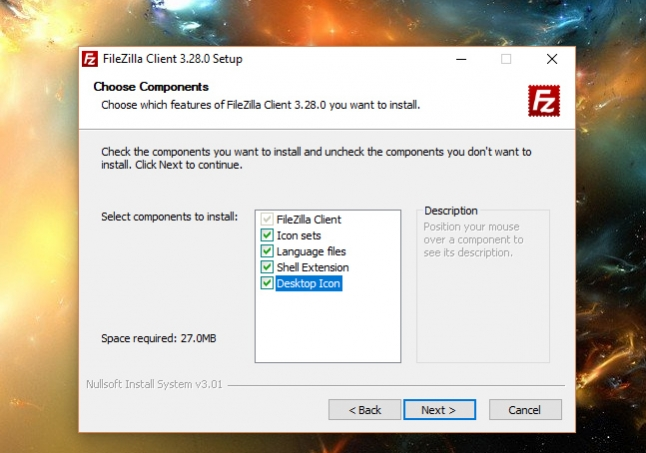 FileZilla Client 3.28.0 Setup
Choose Components
Choose which features of FileZilla Client 3.28.0 you want to install.
Fz
Check the components you want to install and uncheck the components you don't want to
install. Click Next to continue.
Select components to install:
FileZilla Client
Icon sets
Language files
Shell Extension
Desktop Icon
Description
Position your mouse
over a component to
see its description.
Space required: 27.0MB
Nullsoft Install System v3.01
< Back
Next >
Cancel